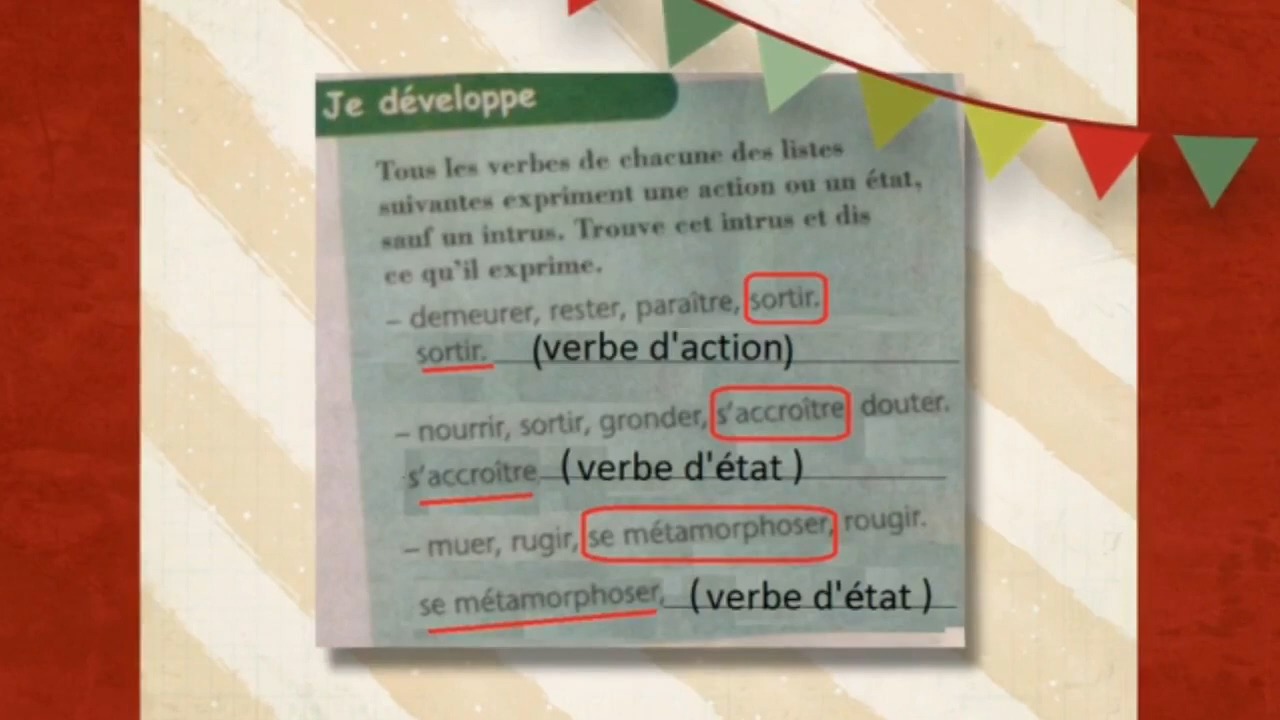 Je développe
Tous les verbes de chacune des listes
suivantes expriment une action ou un état,
sauf un intrus. Trouve cet intrus et dis
ce qu'il exprime.
– demeurer, rester, paraître, sortir.
sortir. (verbe d'action)
– nourrir, sortir, gronder, s'accroître douter.
s'accroître (verbe d'état )
– muer, rugir, se métamorphoser, rougir.
se métamorphoser, (verbe d'état )